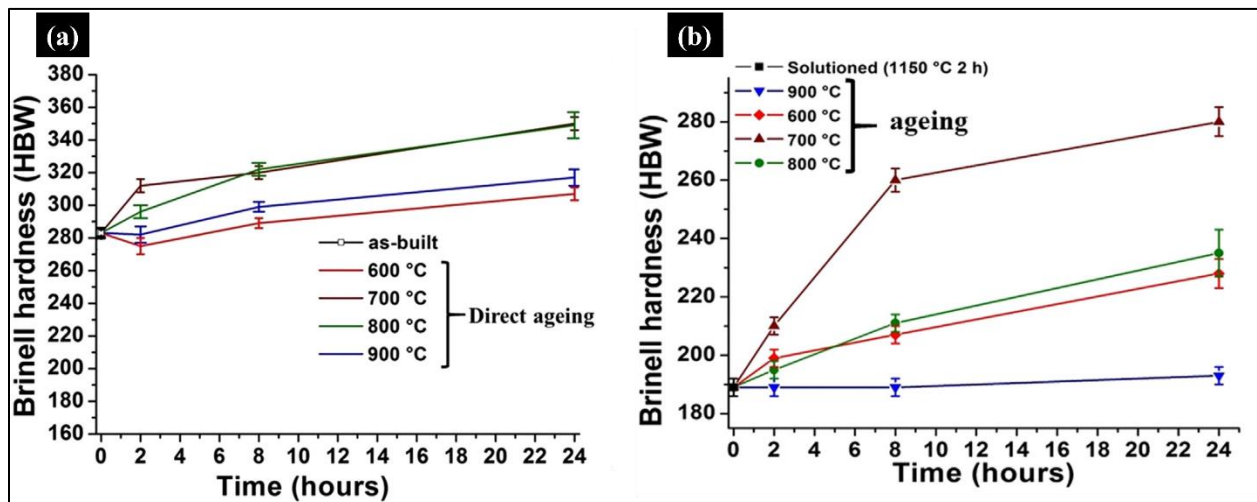 (a)
Brinell hardness (HBW)
380
360
340
320
300
280
260
240
220
200
180
160
as-built
600 °C
700 °C
800 °C
900 °C
Direct ageing
0 2 4 6 8 10 12 14 16 18 20 22 24
Time (hours)
(b)
Brinell hardness (HBW)
280
260
240
220
200
180
Solutioned (1150 °C 2 h)
900 °C
600 °C
700 °C
800 °C
ageing
0 2 4 6 8 10 12 14 16 18 20 22 24
Time (hours)